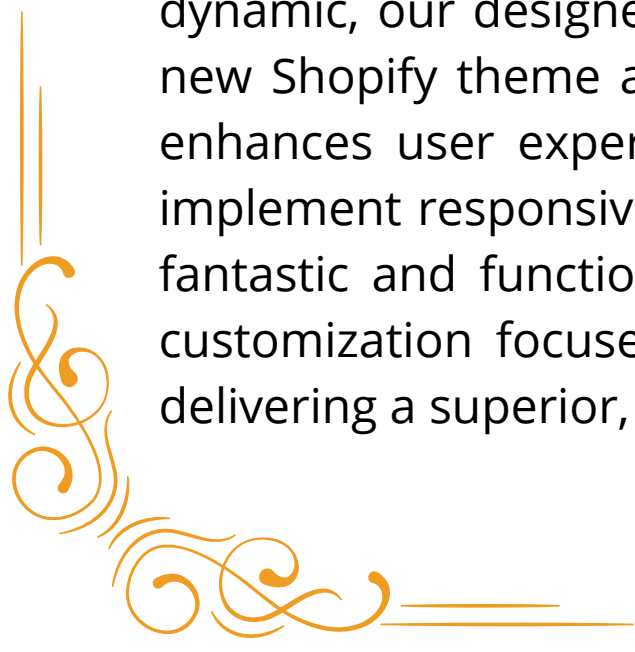 dynamic, our designe
new Shopify theme a
enhances user exper
implement responsiv
fantastic and functio
customization focuse
delivering a superior,